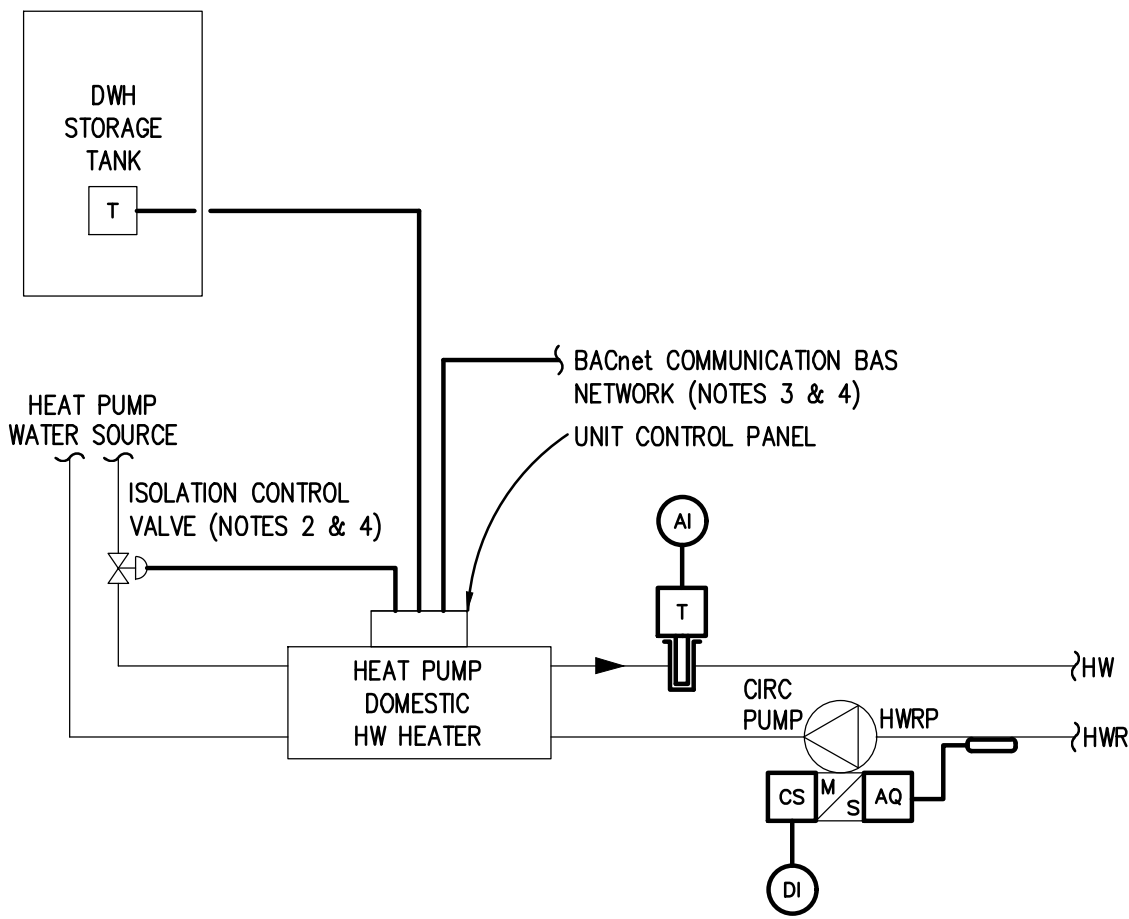 DWH
STORAGE
TANK
T
BACnet COMMUNICATION BAS
NETWORK (NOTES 3 & 4)
UNIT CONTROL PANEL
HEAT PUMP
WATER SOURCE
ISOLATION CONTROL
VALVE (NOTES 2 & 4)
AI
T
HEAT PUMP
DOMESTIC
HW HEATER
HW
CIRC
PUMP
HWRP
HWR
CS
M
S
AQ
DI